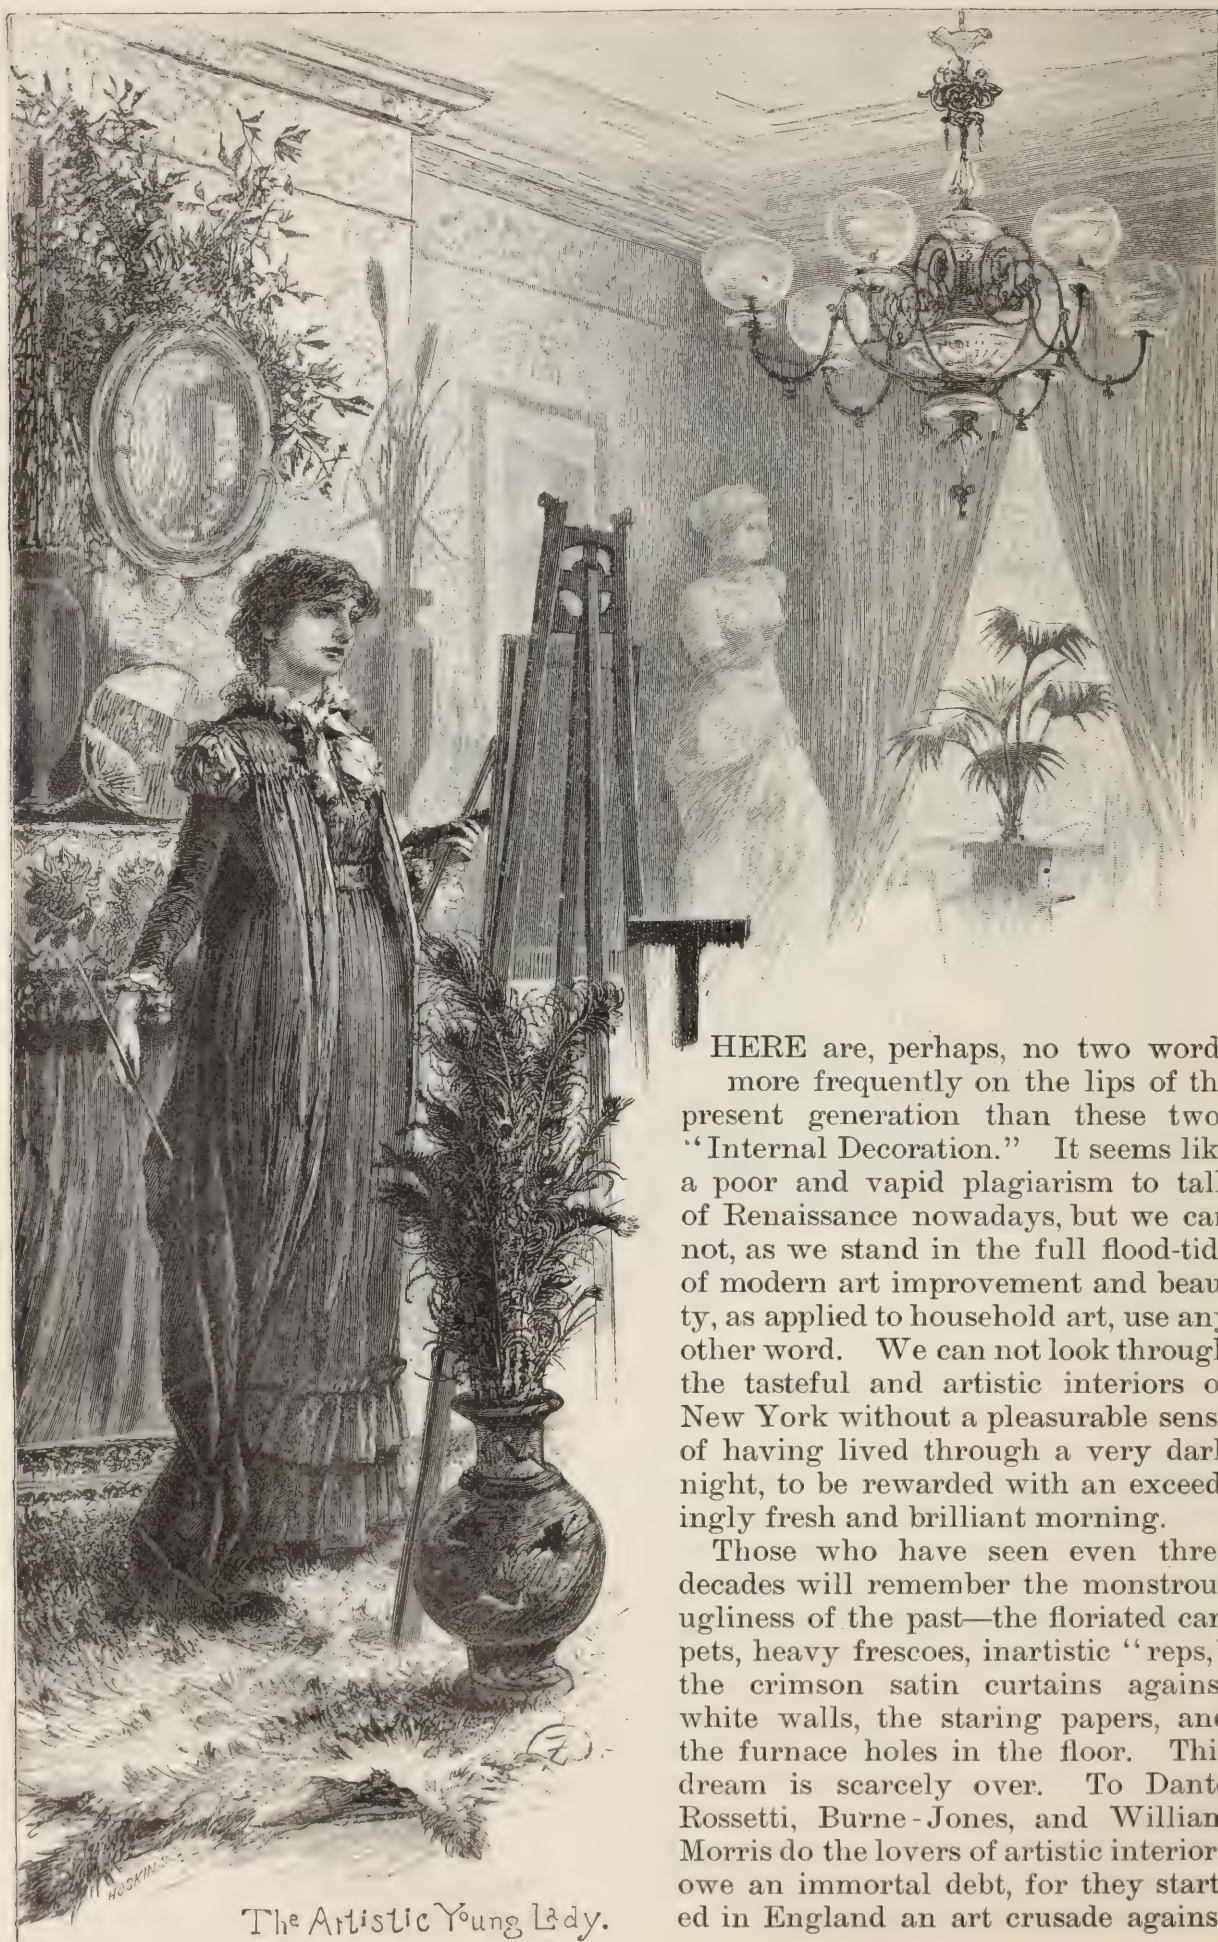 THERE are, perhaps, no two word
more frequently on the lips of th
present generation than these two
“Internal Decoration.” It seems lik
a poor and vapid plagiarism to tal
of Renaissance nowadays, but we can
not, as we stand in the full flood-tid
of modern art improvement and beau
ty, as applied to household art, use any
other word. We can not look through
the tasteful and artistic interiors o
New York without a pleasurable sens
of having lived through a very dar
night, to be rewarded with an exceed
ingly fresh and brilliant morning.
Those who have seen even thre
decades will remember the monstrou
ugliness of the past—the floriated car
pets, heavy frescoes, inartistic “reps,
the crimson satin curtains agains
white walls, the staring papers, and
the furnace holes in the floor. Thi
dream is scarcely over. To Dante
Rossetti, Burne-Jones, and William
Morris do the lovers of artistic interior
owe an immortal debt, for they start
ed in England an art crusade agains
HOSKIN
The Artistic Young Lady.